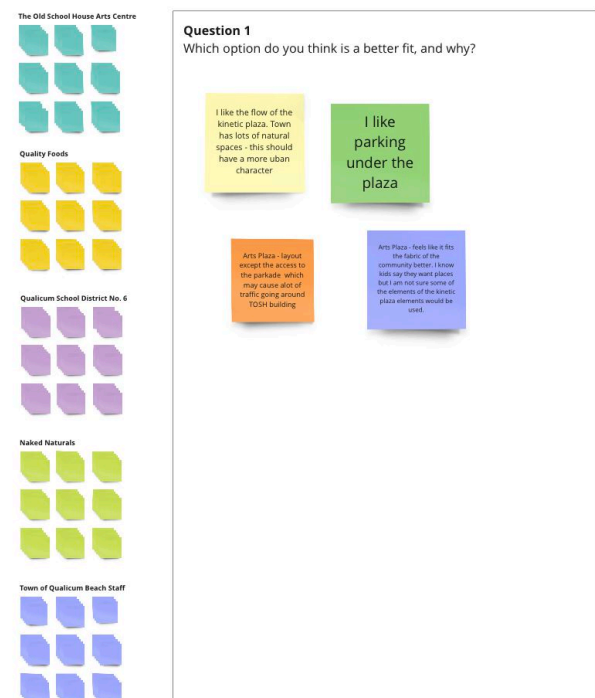 The Old School House Arts Centre
Quality Foods
Qualicum School District No. 6
Naked Naturals
Town of Qualicum Beach Staff
Question 1
Which option do you think is a better fit, and why?
I like the flow of the
kinetic plaza. Town
has lots of natural
spaces - this should
have a more uban
character
I like
parking
under the
plaza
Arts Plaza - layout
except the access to
the parkade which
may cause alot of
traffic going around
TOSH building
Arts Plaza - feels like it fits
the fabric of the
community better. I know
kids say they want places
but I am not sure some of
the elements of the kinetic
plaza elements would be
used.